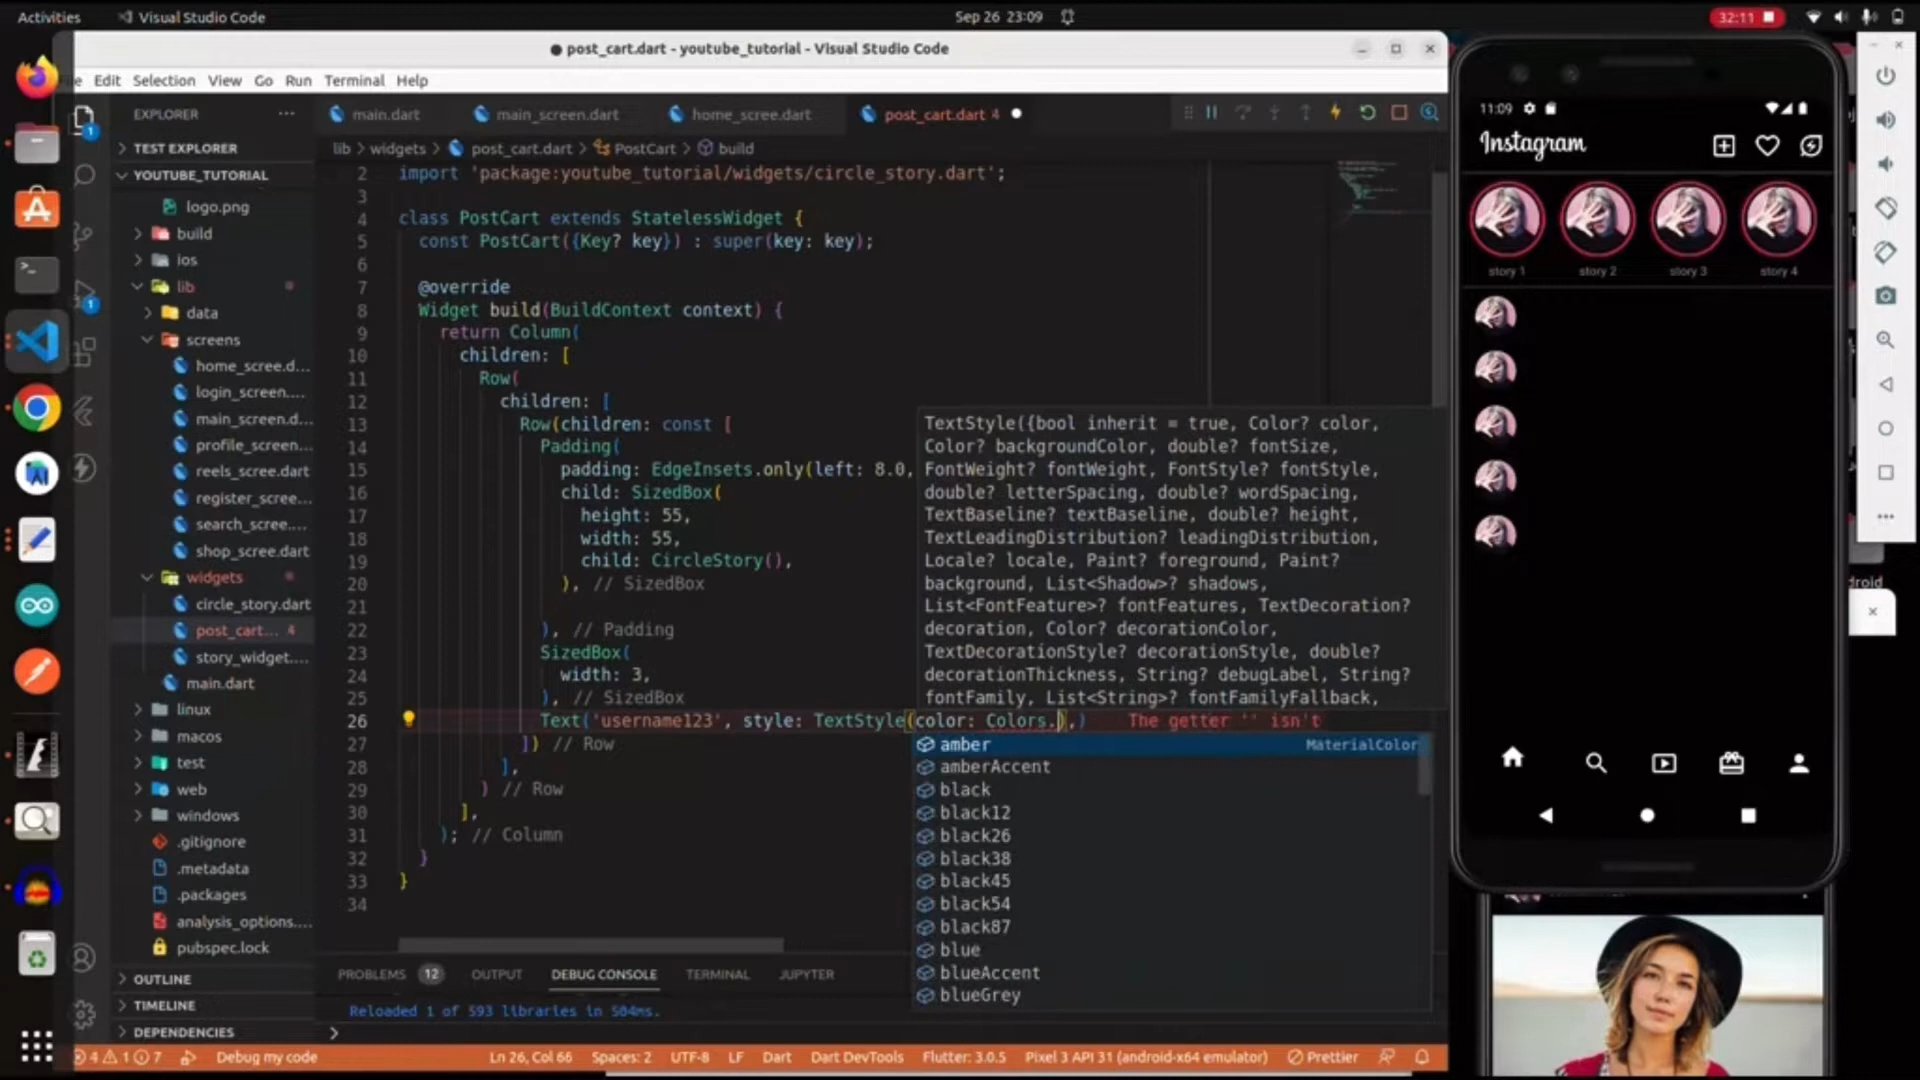 Activities
Visual Studio Code
Sep 26 23:09
32:11
post_cart.dart - youtube_tutorial - Visual Studio Code
Edit Selection View Go Run Terminal Help
EXPLORER
main.dart
main_screen.dart
home_scree.dart
post_cart.dart 4
TEST EXPLORER
YOUTUBE_TUTORIAL
logo.png
build
ios
lib
data
screens
home_scree.d...
login_screen....
main_screen.d...
profile_screen...
reels_scree.dart
register_scree...
search_scree....
shop_scree.dart
widgets
circle_story.dart
post_cart... 4
story_widget....
main.dart
linux
macos
test
web
windows
.gitignore
.metadata
.packages
analysis_options....
pubspec.lock
OUTLINE
TIMELINE
DEPENDENCIES
lib > widgets > post_cart.dart > PostCart > build
2 import 'package:youtube_tutorial/widgets/circle_story.dart';
3
4 class PostCart extends StatelessWidget {
5 const PostCart({Key? key}) : super(key: key);
6
7 @override
8 Widget build(BuildContext context) {
9 return Column(
10 children: [
11 Row(
12 children: [
13 Row(children: const [
14 Padding(
15 padding: EdgeInsets.only(left: 8.0,
16 child: SizedBox(
17 height: 55,
18 width: 55,
19 child: CircleStory(),
20 ), // SizedBox
21
22 ), // Padding
23 SizedBox(
24 width: 3,
25 ), // SizedBox
26 Text('username123', style: TextStyle(color: Colors.),) The getter '' isn't
27 ]) // Row
28 ],
29 ) // Row
30 ],
31 ); // Column
32 }
33 }
34
TextStyle({bool inherit = true, Color? color,
Color? backgroundColor, double? fontSize,
FontWeight? fontWeight, FontStyle? fontStyle,
double? letterSpacing, double? wordSpacing,
TextBaseline? textBaseline, double? height,
TextLeadingDistribution? leadingDistribution,
Locale? locale, Paint? foreground, Paint?
background, List<Shadow>? shadows,
List<FontFeature>? fontFeatures, TextDecoration?
decoration, Color? decorationColor,
TextDecorationStyle? decorationStyle, double?
decorationThickness, String? debugLabel, String?
fontFamily, List<String>? fontFamilyFallback,
amber MaterialColor
amberAccent
black
black12
black26
black38
black45
black54
black87
blue
blueAccent
blueGrey
PROBLEMS 12 OUTPUT DEBUG CONSOLE TERMINAL JUPYTER
Reloaded 1 of 593 libraries in 504ms.
>
4 1 7 Debug my code Ln 26, Col 66 Spaces: 2 UTF-8 LF Dart Dart DevTools Flutter: 3.0.5 Pixel 3 API 31 (android-x64 emulator) Prettier
11:09
Instagram
story 1 story 2 story 3 story 4
droid